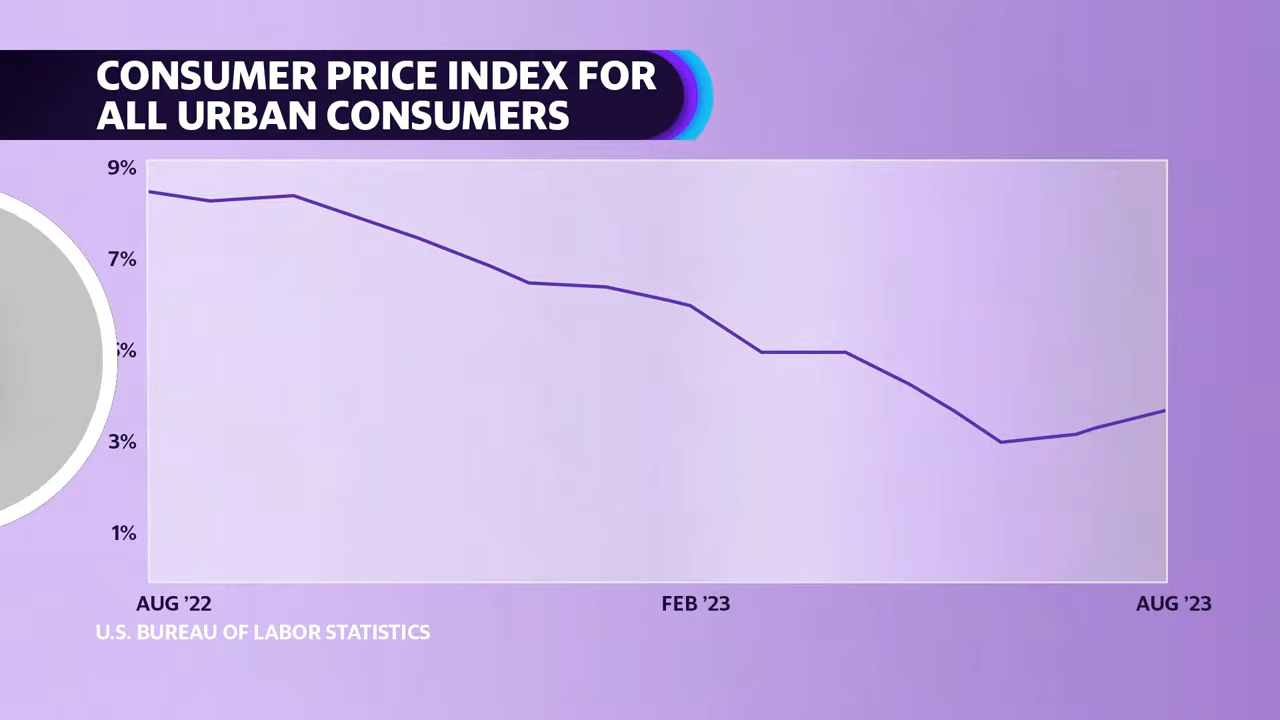 CONSUMER PRICE INDEX FOR
ALL URBAN CONSUMERS
9%
7%
5%
3%
1%
AUG ’22 FEB ’23 AUG ’23
U.S. BUREAU OF LABOR STATISTICS